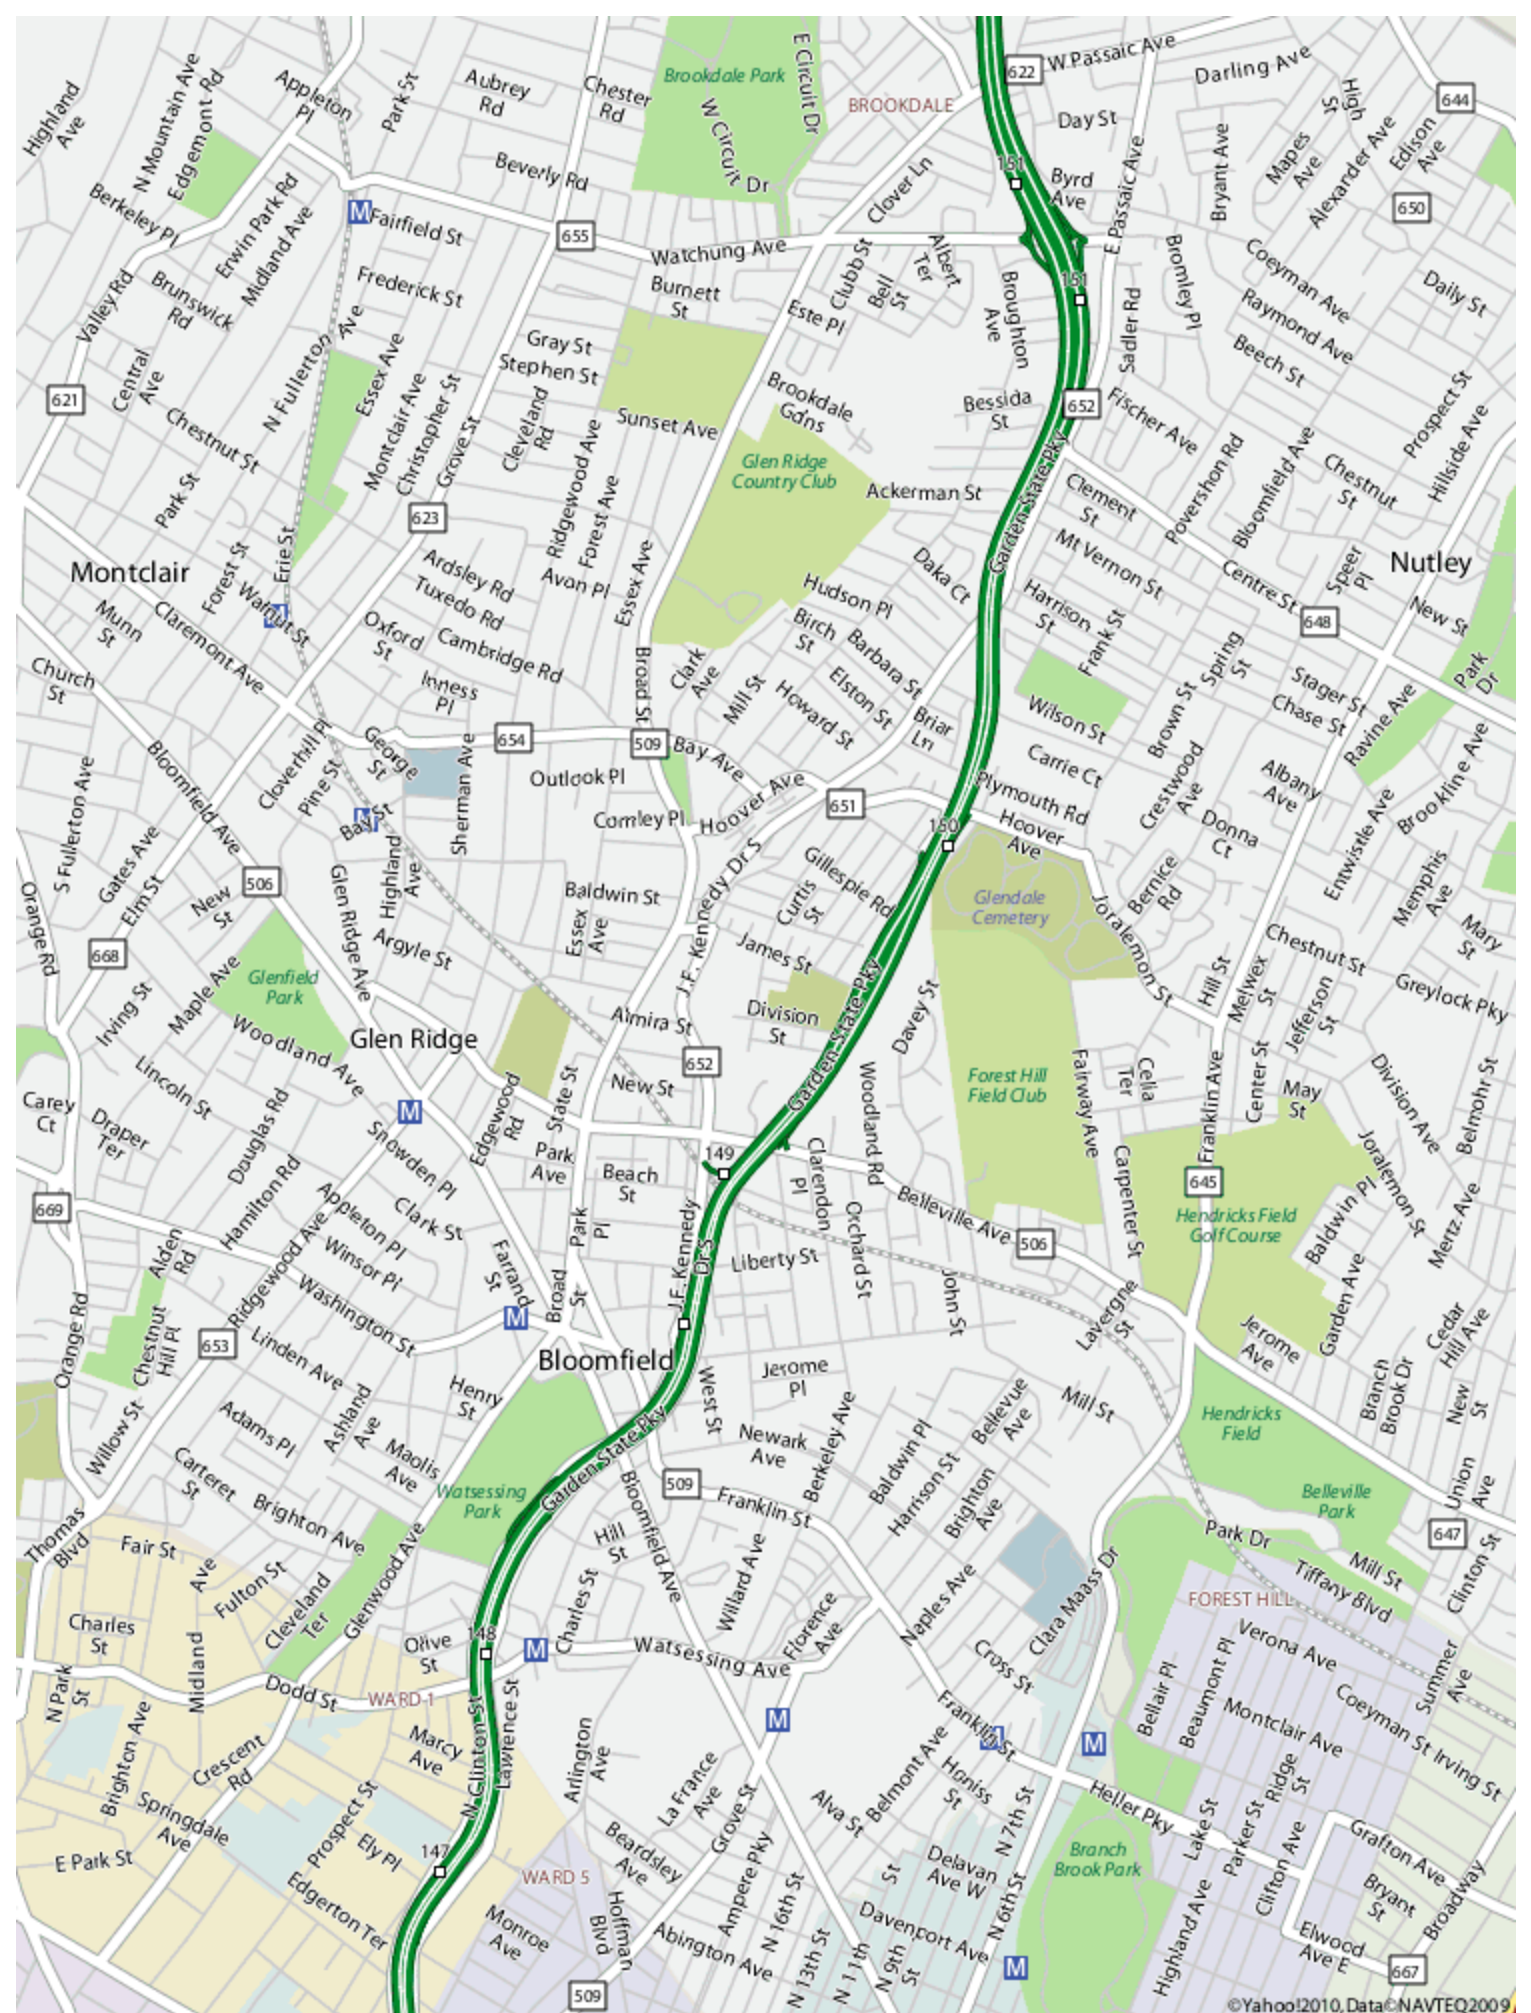 Brookdale Park
E Circuit Dr
W Circuit
Dr
BROOKDALE
622
W Passaic Ave
Darling Ave
High
St
644
Highland
Ave
N Mountain Ave
Edgemont Rd
Appleton
Pl
Park St
Aubrey
Rd
Chester
Rd
Day St
E Passaic Ave
Bryant Ave
Mapes
Ave
Alexander Ave
Edison
Ave
650
Beverly Rd
Clover Ln
151
Byrd
Ave
Berkeley Pl
Erwin Park Rd
Midland Ave
M
Fairfield St
655
Watchung Ave
Clubb St
Bell
St
Albert
Ter
Broughton
Ave
151
Bromley Pl
Coeyman Ave
Daily St
Valley Rd
Brunswick
Rd
Frederick St
Burnett
St
Este Pl
Sadler Rd
Raymond Ave
Beech St
Central
Ave
N Fullerton Ave
Essex Ave
Gray St
Stephen St
621
Chestnut St
Montclair Ave
Christopher St
Grove St
Cleveland
Rd
Sunset Ave
Brookdale
Gdns
Bessida
St
652
Fischer Ave
Prospect St
Hillside Ave
Glen Ridge
Country Club
Ackerman St
Garden State Pky
Clement
St
Povershon Rd
Bloomfield Ave
Chestnut
St
Park St
623
Ridgewood Ave
Forest Ave
Montclair
Forest St
Erie St
Walnut St
M
Ardsley Rd
Tuxedo Rd
Avon Pl
Essex Ave
Daka Ct
Hudson Pl
Mt Vernon St
Centre St
Speer
Pl
Nutley
Munn
St
Claremont Ave
Oxford
St
Cambridge Rd
Birch
St
Barbara St
Harrison
St
Frank St
648
New St
Church
St
Inness
Pl
Broad St
Clark
Ave
Mill St
Elston St
Howard St
Briar
Ln
Wilson St
Spring
St
Brown St
Stager St
Chase St
Park
Dr
Ravine Ave
Cloverhill Pl
George
St
654
509
Bay Ave
Carrie Ct
Crestwood
Ave
Albany
Ave
Brookline Ave
Bloomfield Ave
Pine St
Outlook Pl
Hoover Ave
651
Plymouth Rd
Hoover
Ave
Donna
Ct
Entwistle Ave
S Fullerton Ave
Bay St
M
Sherman Ave
Comley Pl
150
Gates Ave
Elm St
Orange Rd
New
St
506
Glen Ridge Ave
Highland
Ave
Baldwin St
Essex
Ave
J.F. Kennedy Dr S
Gillespie Rd
Curtis
St
Glendale
Cemetery
Bernice
Rd
Joralemon St
Memphis
Ave
Mary
St
668
Argyle St
James St
Chestnut St
Greylock Pky
Glenfield
Park
Irving St
Maple Ave
Woodland Ave
Glen Ridge
Almira St
Division
St
Garden State Pky
Davey St
Hill St
Melwex
St
Jefferson
St
652
New St
Lincoln St
Carey
Ct
Draper
Ter
Douglas Rd
M
Snowden Pl
Edgewood
Rd
State St
Woodland Rd
Forest Hill
Field Club
Fairway Ave
Celia
Ter
Franklin Ave
Center St
May
St
Division Ave
Belmohr St
149
Park
Ave
Beach
St
Clarendon
Pl
Belleville Ave
506
Carpenter St
645
Joralemon St
Baldwin Pl
Hendricks Field
Golf Course
Mertz Ave
669
Hamilton Rd
Appleton Pl
Clark St
Winsor Pl
Park
Pl
Alden
Rd
Ridgewood Ave
Washington St
Farrand
St
Broad
St
J.F. Kennedy
Dr S
Liberty St
Orchard St
John St
Lavergne
St
Garden Ave
Cedar
Hill Ave
Orange Rd
Chestnut
Hill Pl
653
Linden Ave
M
Bloomfield
Jerome
Pl
West St
Jerome
Ave
Branch
Brook Dr
New
St
Willow St
Adams Pl
Ashland
Ave
Henry
St
Maolis
Ave
Mill St
Hendricks
Field
Carteret
St
Brighton Ave
Watsessing
Park
Garden State Pky
Bloomfield Ave
509
Newark
Ave
Berkeley Ave
Baldwin Pl
Harrison St
Bellevue
Ave
Brighton
Ave
Franklin St
Belleville
Park
Union
Ave
647
Thomas
Blvd
Fair St
Ave
Fulton St
Cleveland
Ter
Glenwood Ave
Hill
St
Charles St
Willard Ave
Florence
Ave
Naples Ave
Clara Maass Dr
Park Dr
Tiffany Blvd
Mill St
Clinton St
FOREST HILL
Charles
St
Midland
N Park
St
Olive
St
148
M
Watsessing Ave
Cross St
Verona Ave
Summer
Ave
Dodd St
WARD 1
N Clinton St
Lawrence St
M
Franklin St
M
M
Bellair Pl
Beaumont Pl
Coeyman St
Irving St
Montclair Ave
Brighton Ave
Crescent
Rd
Marcy
Ave
Arlington
Ave
La France
Ave
Grove St
Alva St
Belmont Ave
Honiss
St
N 7th St
Heller Pky
Lake St
Parker St
Ridge
St
Springdale
Ave
Prospect St
Ely Pl
E Park St
147
Beardsley
Ave
Delavan
Ave W
St
Branch
Brook Park
Clifton Ave
Grafton Ave
Edgerton Ter
WARD 5
Monroe
Ave
Hoffman
Blvd
Ampere Pky
Abington Ave
N 16th St
N 13th St
N 11th
N 9th
St
Davenport Ave
N 6th St
Highland Ave
Bryant
St
Broadway
Elwood
Ave E
667
509
M
©Yahoo!2010,Data©NAVTEQ2009